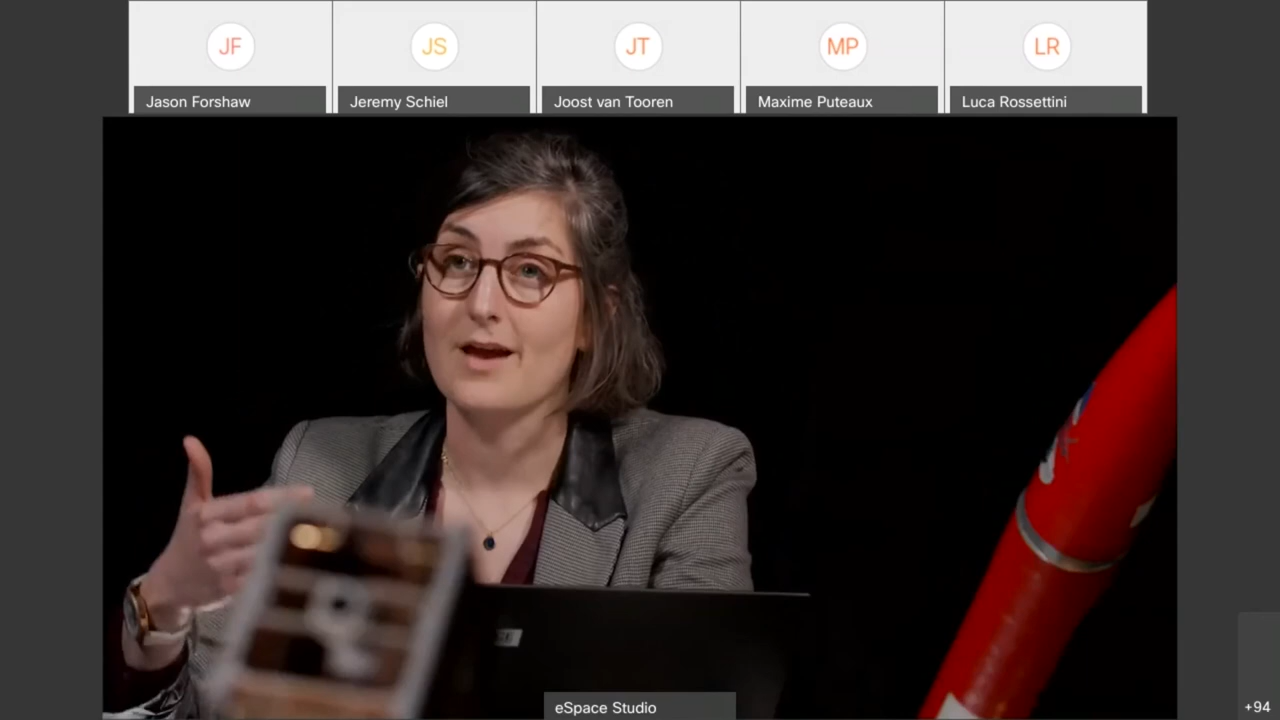 JF
JS
JT
MP
LR
Jason Forshaw
Jeremy Schiel
Joost van Tooren
Maxime Puteaux
Luca Rossettini
eSpace Studio
+94